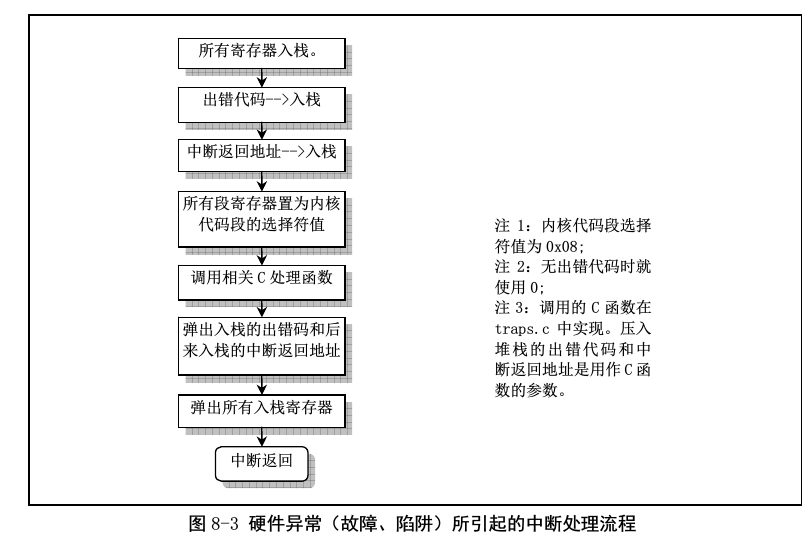 所有寄存器入栈。
出错代码-->入栈
中断返回地址-->入栈
所有段寄存器置为内核
代码段的选择符值
调用相关 C 处理函数
弹出入栈的出错码和后
来入栈的中断返回地址
弹出所有入栈寄存器
中断返回
注 1：内核代码段选择
符值为 0x08;
注 2：无出错代码时就
使用 0;
注 3：调用的 C 函数在
traps.c 中实现。压入
堆栈的出错代码和中
断返回地址是用作 C 函
数的参数。
图 8-3 硬件异常（故障、陷阱）所引起的中断处理流程